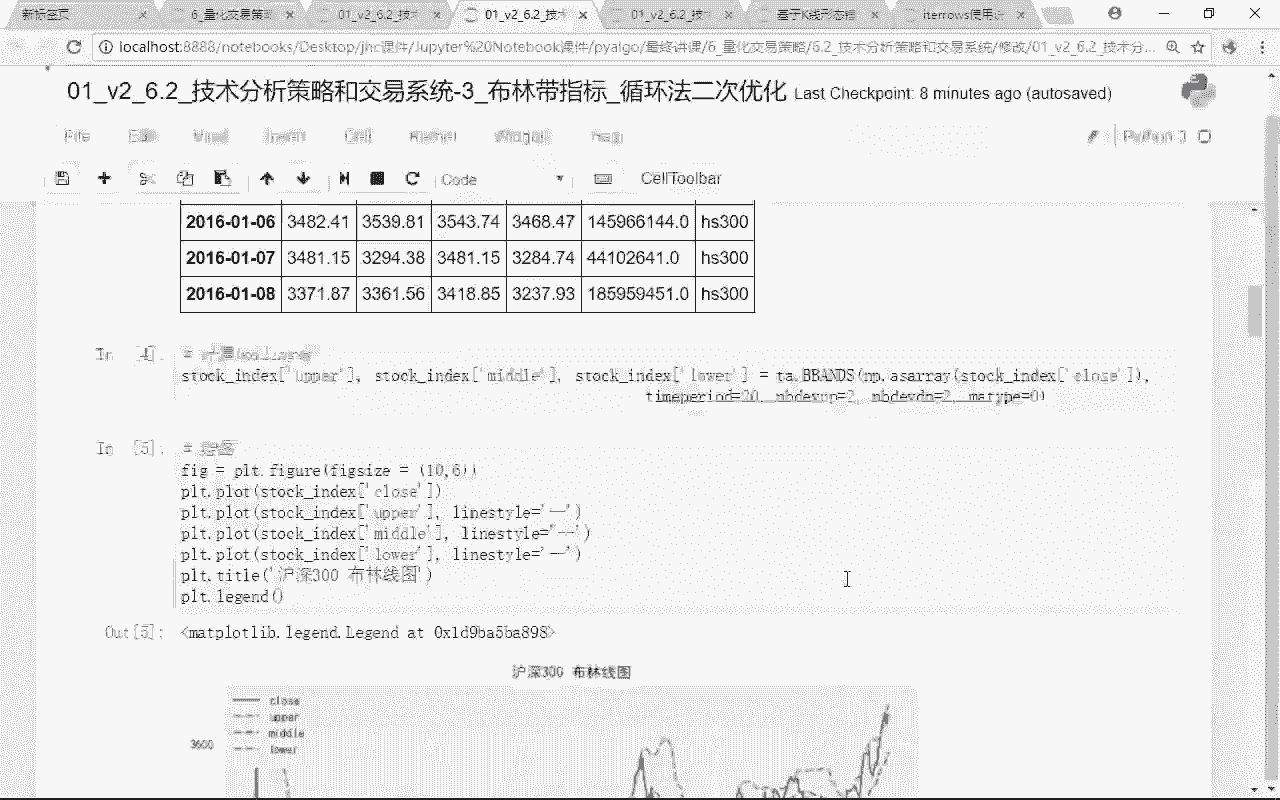 新标签页 6_量化交易策略 01_v2_6.2_技术 01_v2_6.2_技术 01_v2_6.2_技术 基于K线形态 iterrows使用
localhost:8888/notebooks/Desktop/jhc课件/Jupyter%20Notebook课件/pyalgo/最终讲课/6_量化交易策略/6.2_技术分析策略和交易系统/修改/01_v2_6.2_技术分...
01_v2_6.2_技术分析策略和交易系统-3_布林带指标_循环法二次优化 Last Checkpoint: 8 minutes ago (autosaved)
File Edit View Insert Cell Kernel Widgets Help Python 3
Code CellToolbar
2016-01-06 3482.41 3539.81 3543.74 3468.47 145966144.0 hs300
2016-01-07 3481.15 3294.38 3481.15 3284.74 44102641.0 hs300
2016-01-08 3371.87 3361.56 3418.85 3237.93 185959451.0 hs300
In [4]:
stock_index['upper'], stock_index['middle'], stock_index['lower'] = ta.BBANDS(np.asarray(stock_index['close']),
timeperiod=20, nbdevup=2, nbdevdn=2, matype=0)
In [5]: # 绘图
fig = plt.figure(figsize = (10,6))
plt.plot(stock_index['close'])
plt.plot(stock_index['upper'], linestyle='--')
plt.plot(stock_index['middle'], linestyle='--')
plt.plot(stock_index['lower'], linestyle='--')
plt.title('沪深300 布林线图')
plt.legend()
Out[5]: <matplotlib.legend.Legend at 0x1d9ba5ba898>
沪深300 布林线图
close
upper
middle
lower
3600